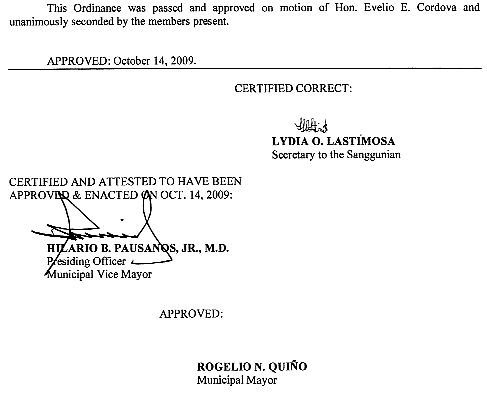 This Ordinance was passed and approved on motion of Hon. Evelio E. Cordova and
unanimously seconded by the members present.
APPROVED: October 14, 2009.
CERTIFIED CORRECT:
LYDIA O. LASTIMOSA
Secretary to the Sanggunian
CERTIFIED AND ATTESTED TO HAVE BEEN
APPROVED & ENACTED ON OCT. 14, 2009:
HILARIO B. PAUSANOS, JR., M.D.
Presiding Officer
Municipal Vice Mayor
APPROVED:
ROGELIO N. QUIÑO
Municipal Mayor